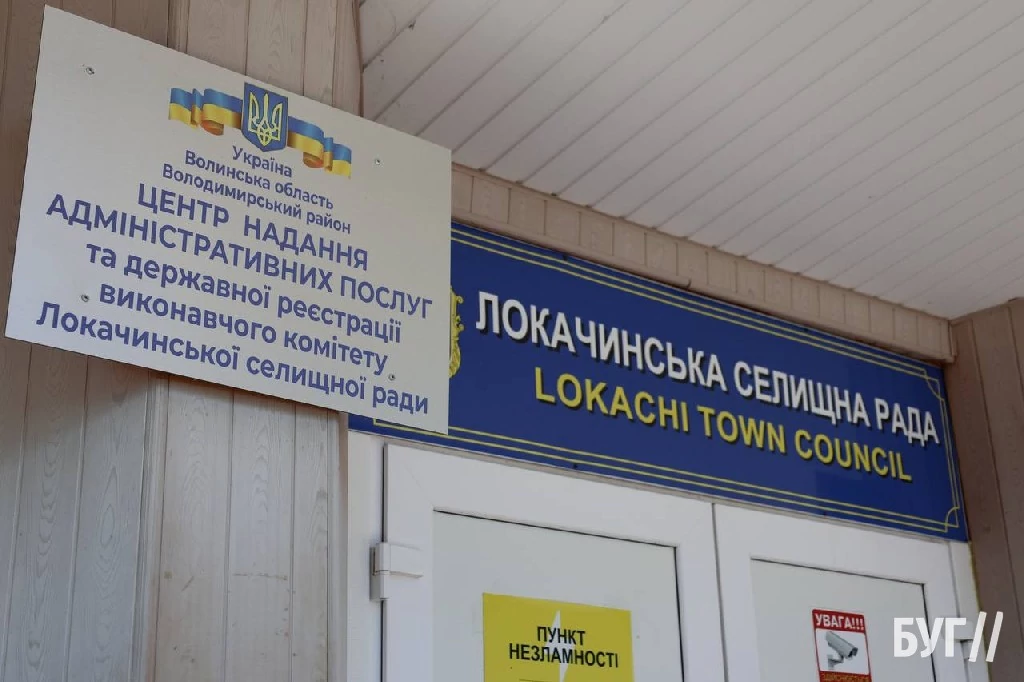 Україна
Волинська область
Володимирський район
ЦЕНТР НАДАННЯ
АДМІНІСТРАТИВНИХ ПОСЛУГ
та державної реєстрації
виконавчого комітету
Локачинської селищної ради
ЛОКАЧИНСЬКА СЕЛИЩНА РАДА
LOKACHI TOWN COUNCIL
ПУНКТ
НЕЗЛАМНОСТІ
УВАГА!!!
БУГ//